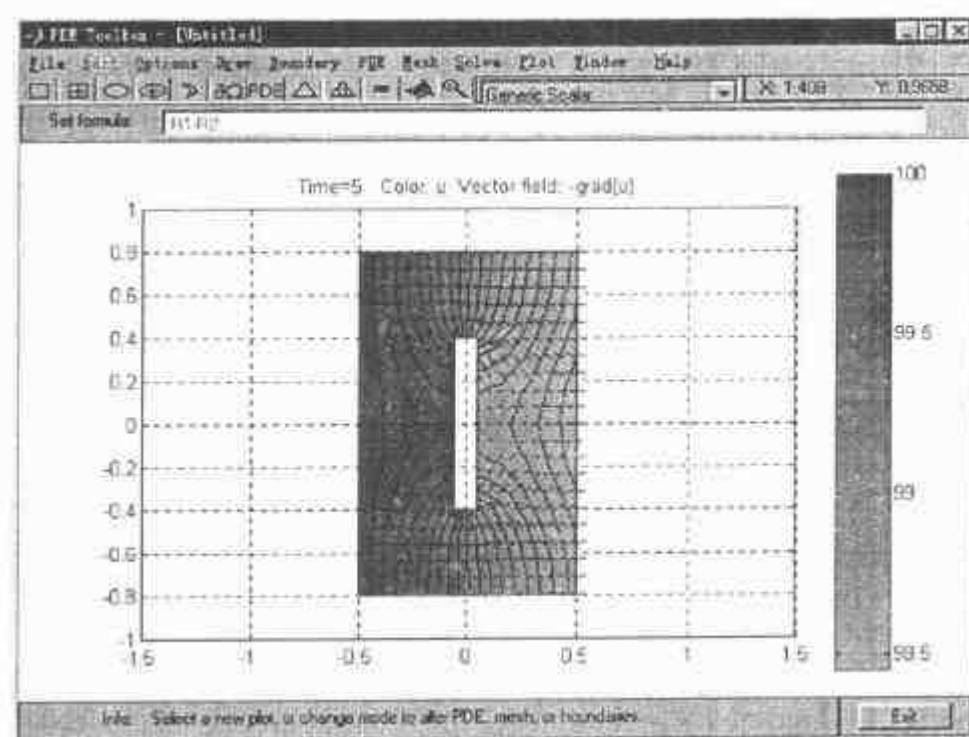 PDE Toolbox - [Untitled]
File Edit Options Draw Boundary PDE Mesh Solve Plot Window Help
PDE Generic Scalar X: 1.408 Y: 0.9668
Set formula: R1-R2
Time=5 Color: u Vector field: -grad(u)
1
0.8
0.6
0.4
0.2
0
-0.2
-0.4
-0.6
-0.8
-1
-1.5 -1 -0.5 0 0.5 1 1.5
100
99.5
99
98.5
Info: Select a new plot, or change mode to alter PDE, mesh, or boundaries.
Exit